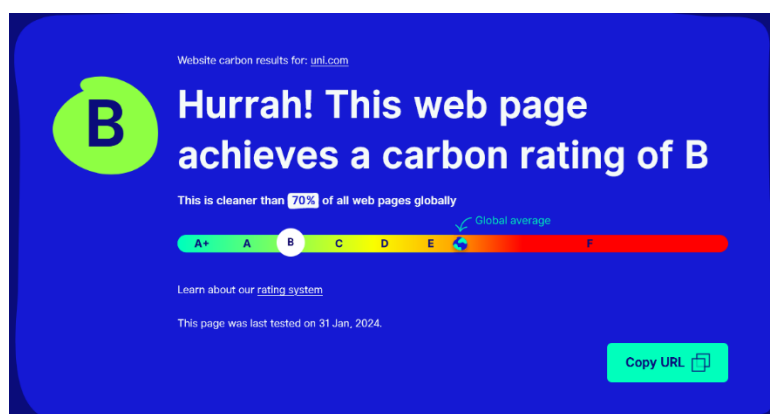 Website carbon results for: uni.com
B
Hurrah! This web page
achieves a carbon rating of B
This is cleaner than 70% of all web pages globally
Global average
A+ A B C D E F
Learn about our rating system
This page was last tested on 31 Jan, 2024.
Copy URL